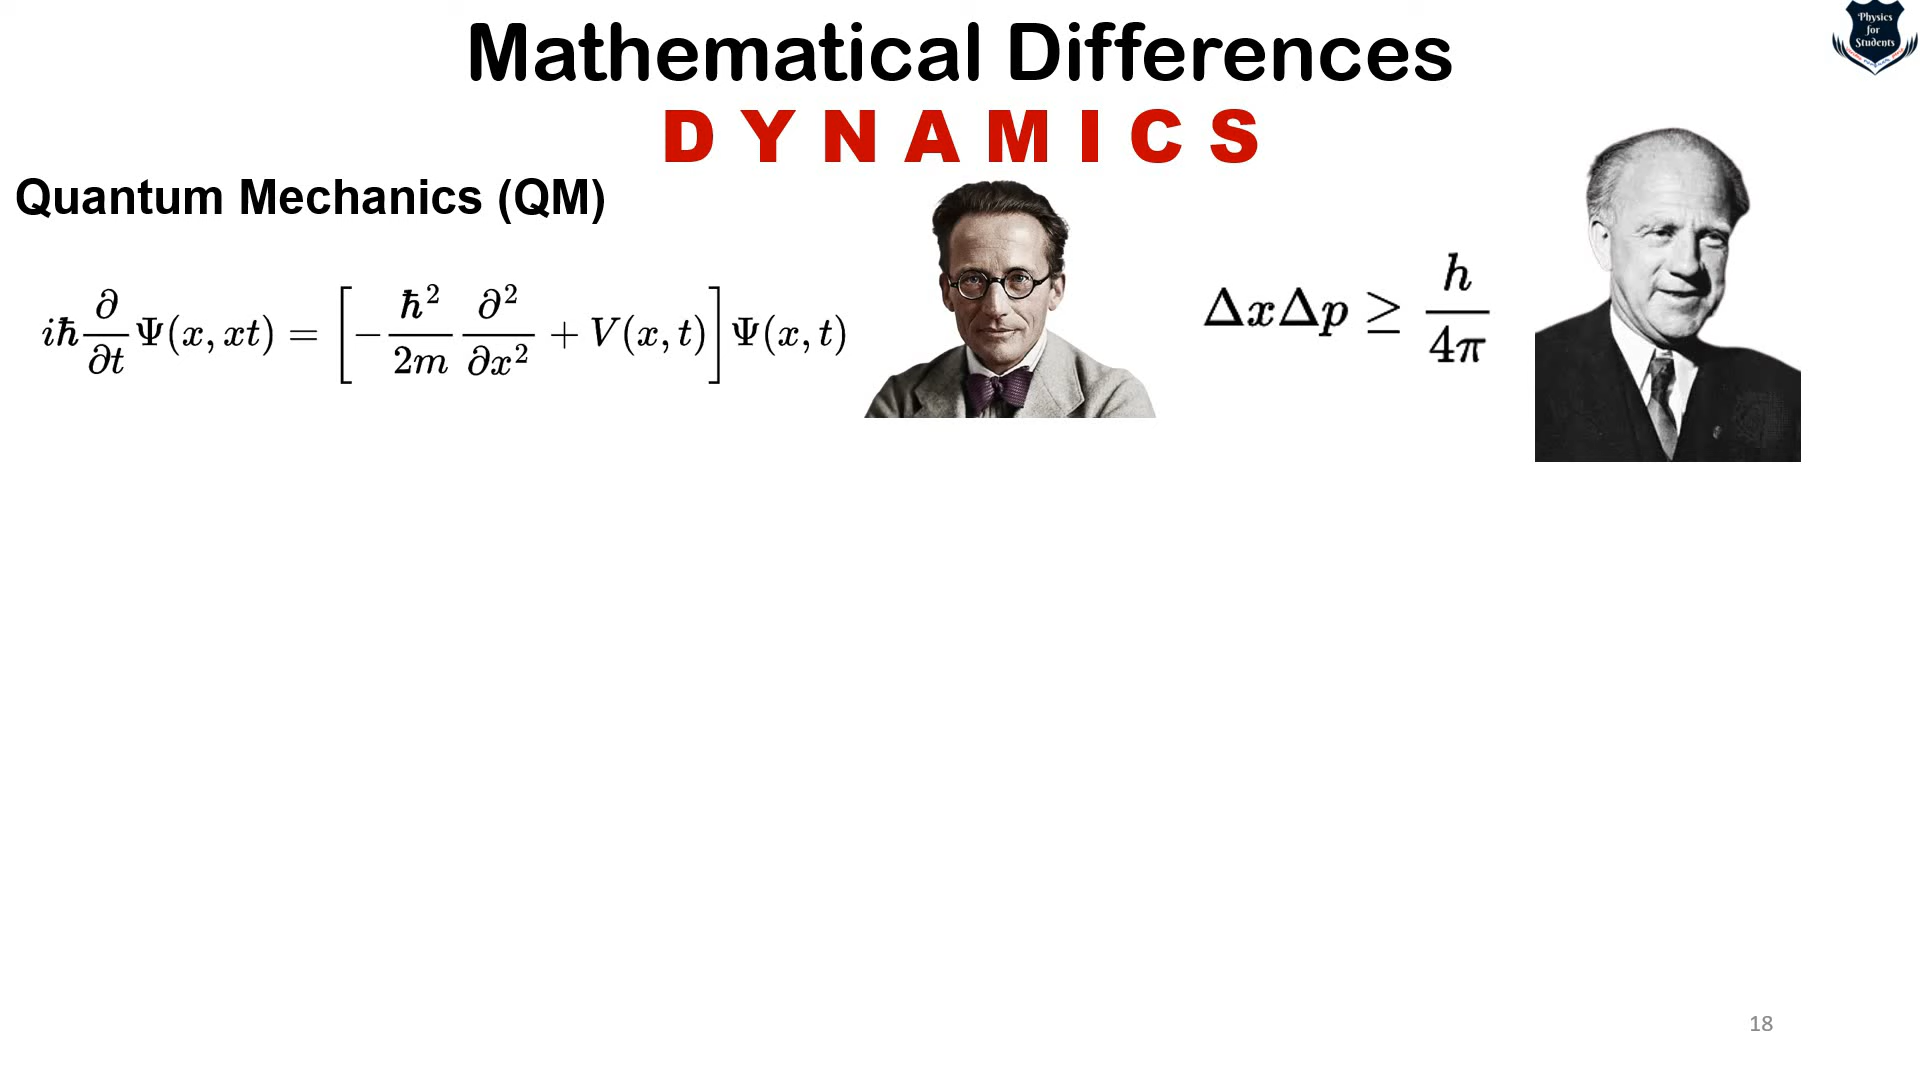 Mathematical Differences
DYNAMICS
Physics
for
Students
Quantum Mechanics (QM)
iħ ∂/∂t Ψ(x, xt) = [−ħ²/2m ∂²/∂x² + V(x, t)] Ψ(x, t)
ΔxΔp ≥ h/4π
18